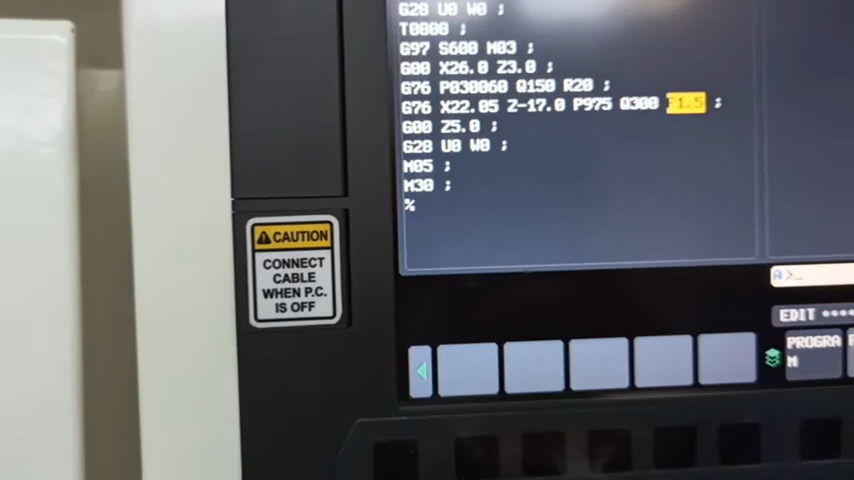 G28 U0 W0 ;
T0000 ;
G97 S600 M03 ;
G00 X26.0 Z3.0 ;
G76 P030060 Q150 R20 ;
G76 X22.05 Z-17.0 P975 Q300 F1.5 ;
G00 Z5.0 ;
G28 U0 W0 ;
M05 ;
M30 ;
%
CAUTION
CONNECT
CABLE
WHEN P.C.
IS OFF
A>_
EDIT ****
PROGRA
M